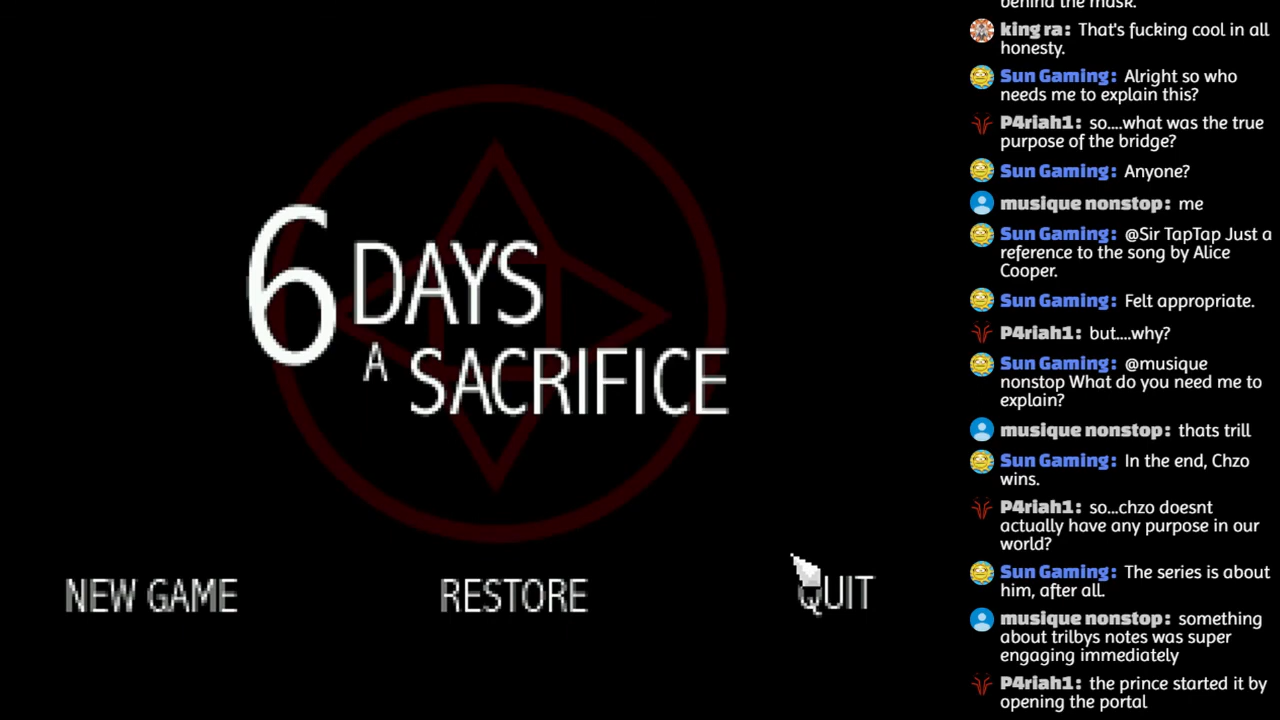 6 DAYS
A SACRIFICE
NEW GAME
RESTORE
QUIT
behind the mask.
king ra: That's fucking cool in all
honesty.
Sun Gaming: Alright so who
needs me to explain this?
P4riah1: so....what was the true
purpose of the bridge?
Sun Gaming: Anyone?
musique nonstop: me
Sun Gaming: @Sir TapTap Just a
reference to the song by Alice
Cooper.
Sun Gaming: Felt appropriate.
P4riah1: but....why?
Sun Gaming: @musique
nonstop What do you need me to
explain?
musique nonstop: thats trill
Sun Gaming: In the end, Chzo
wins.
P4riah1: so...chzo doesnt
actually have any purpose in our
world?
Sun Gaming: The series is about
him, after all.
musique nonstop: something
about trilbys notes was super
engaging immediately
P4riah1: the prince started it by
opening the portal